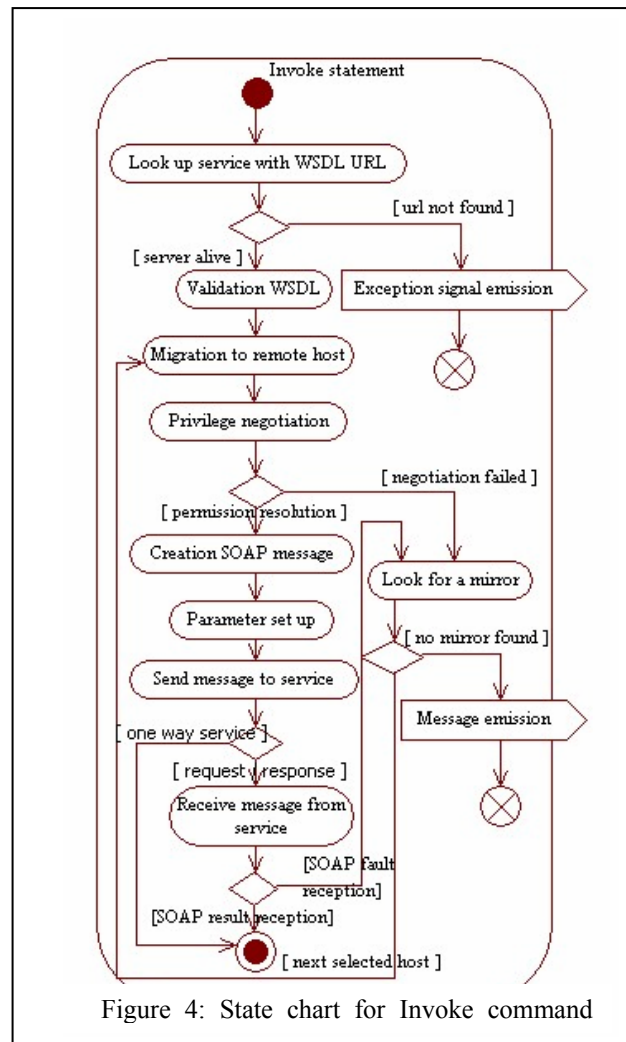 Invoke statement
Look up service with WSDL URL
[ url not found ]
[ server alive ]
Validation WSDL
Exception signal emission
Migration to remote host
Privilege negotiation
[ negotiation failed ]
[ permission resolution ]
Creation SOAP message
Look for a mirror
Parameter set up
[ no mirror found ]
Send message to service
Message emission
[ one way service ]
[ request response ]
Receive message from
service
[SOAP fault
reception]
[SOAP result reception]
[ next selected host ]
Figure 4: State chart for Invoke command